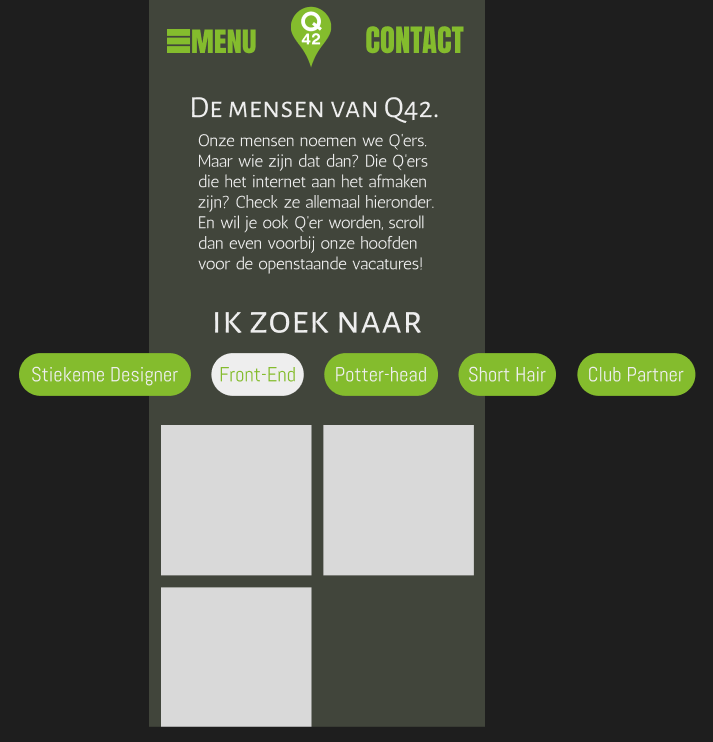 MENU
Q
42
CONTACT
De mensen van Q42.
Onze mensen noemen we Q'ers.
Maar wie zijn dat dan? Die Q'ers
die het internet aan het afmaken
zijn? Check ze allemaal hieronder.
En wil je ook Q'er worden, scroll
dan even voorbij onze hoofden
voor de openstaande vacatures!
IK ZOEK NAAR
Stiekeme Designer
Front-End
Potter-head
Short Hair
Club Partner